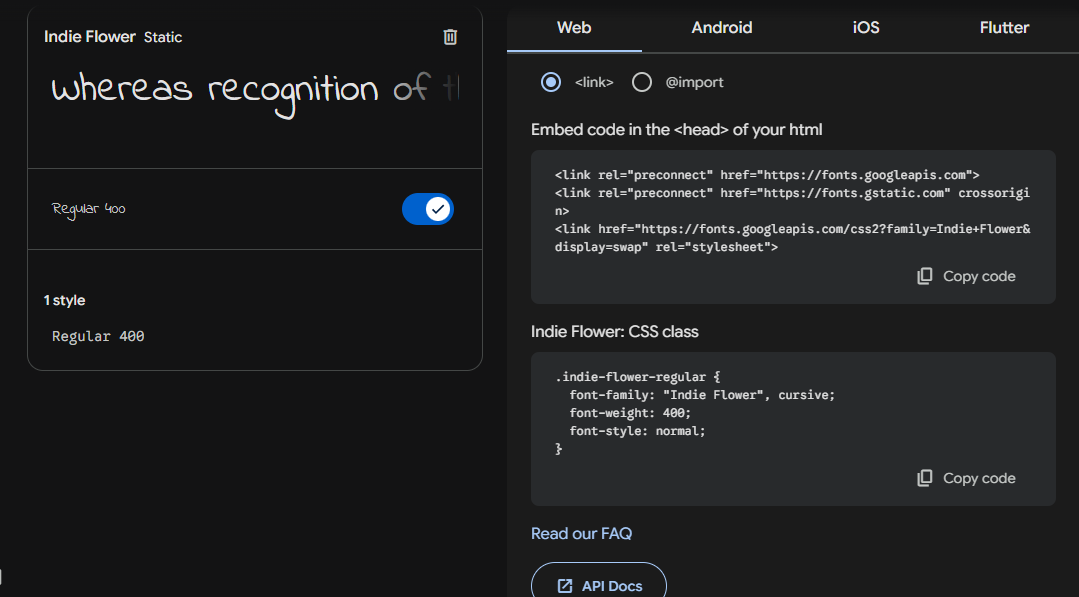 Indie Flower Static
Whereas recognition of
Regular 400
1 style
Regular 400
Web Android iOS Flutter
<link> @import
Embed code in the <head> of your html
<link rel="preconnect" href="https://fonts.googleapis.com">
<link rel="preconnect" href="https://fonts.gstatic.com" crossorigi
n>
<link href="https://fonts.googleapis.com/css2?family=Indie+Flower&
display=swap" rel="stylesheet">
Copy code
Indie Flower: CSS class
.indie-flower-regular {
  font-family: "Indie Flower", cursive;
  font-weight: 400;
  font-style: normal;
}
Copy code
Read our FAQ
API Docs